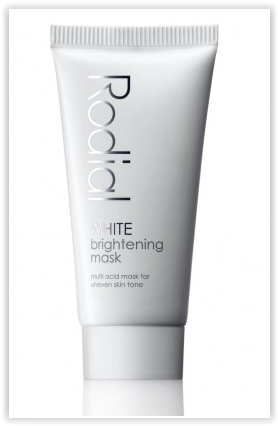 Rodial
WHITE
brightening
mask
multi acid mask for
uneven skin tone